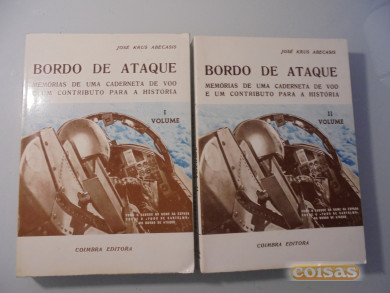 JOSÉ KRUS ABECASIS
BORDO DE ATAQUE
MEMÓRIAS DE UMA CADERNETA DE VOO
E UM CONTRIBUTO PARA A HISTÓRIA
I
VOLUME
COIMBRA EDITORA
JOSÉ KRUS ABECASIS
BORDO DE ATAQUE
MEMÓRIAS DE UMA CADERNETA DE VOO
E UM CONTRIBUTO PARA A HISTÓRIA
II
VOLUME
COIMBRA EDITORA
coisas